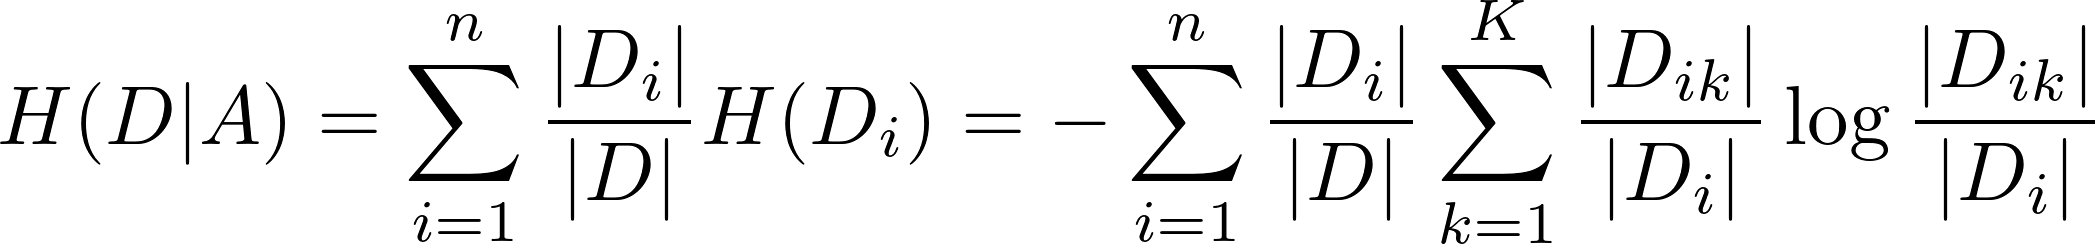 H(D|A) = \sum_{i=1}^{n} \frac{|D_i|}{|D|} H(D_i) = -\sum_{i=1}^{n} \frac{|D_i|}{|D|} \sum_{k=1}^{K} \frac{|D_{ik}|}{|D_i|} \log \frac{|D_{ik}|}{|D_i|}